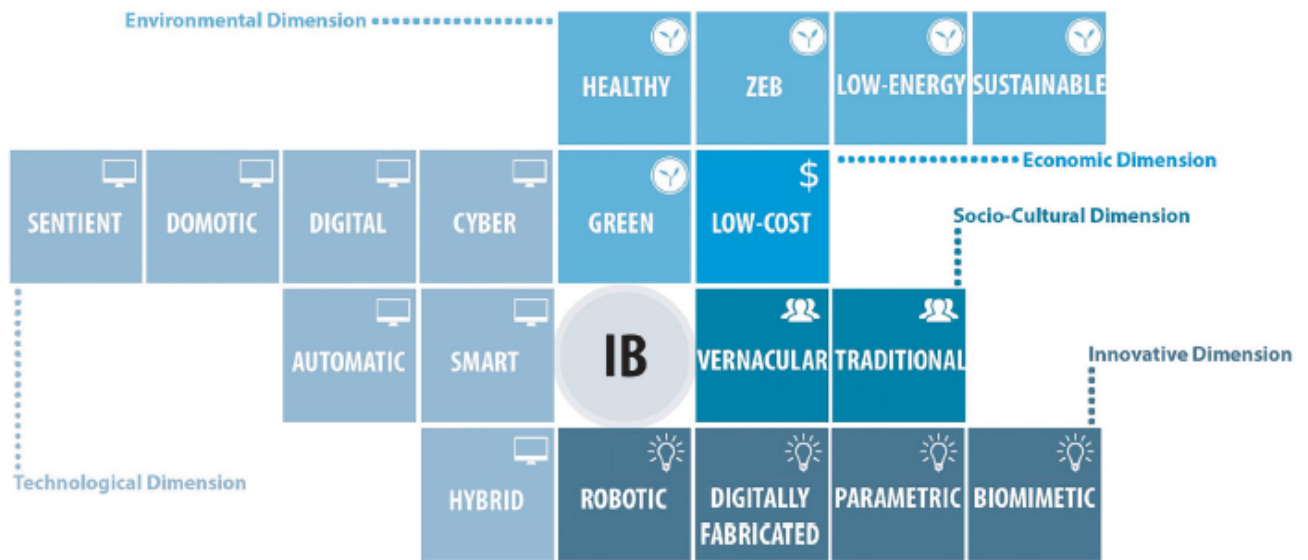 Environmental Dimension
HEALTHY
ZEB
LOW-ENERGY
SUSTAINABLE
Economic Dimension
$
SENTIENT
DOMOTIC
DIGITAL
CYBER
GREEN
LOW-COST
Socio-Cultural Dimension
AUTOMATIC
SMART
IB
VERNACULAR
TRADITIONAL
Innovative Dimension
Technological Dimension
HYBRID
ROBOTIC
DIGITALLY
FABRICATED
PARAMETRIC
BIOMIMETIC